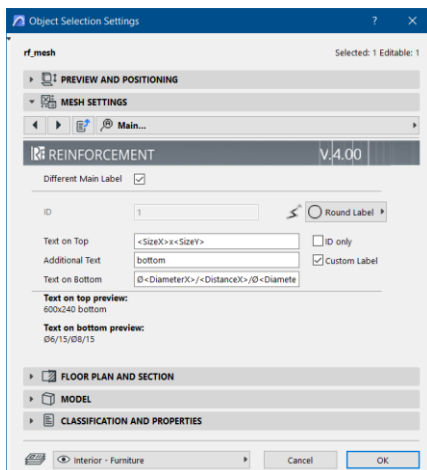 Object Selection Settings
rf_mesh Selected: 1 Editable: 1
PREVIEW AND POSITIONING
MESH SETTINGS
Main...
REINFORCEMENT V.4.00
Different Main Label
ID 1 Round Label
Text on Top <SizeX>x<SizeY> ID only
Additional Text bottom Custom Label
Text on Bottom Ø<DiameterX>/<DistanceX>/Ø<Diamete
Text on top preview:
600x240 bottom
Text on bottom preview:
Ø6/15/Ø8/15
FLOOR PLAN AND SECTION
MODEL
CLASSIFICATION AND PROPERTIES
Interior - Furniture Cancel OK